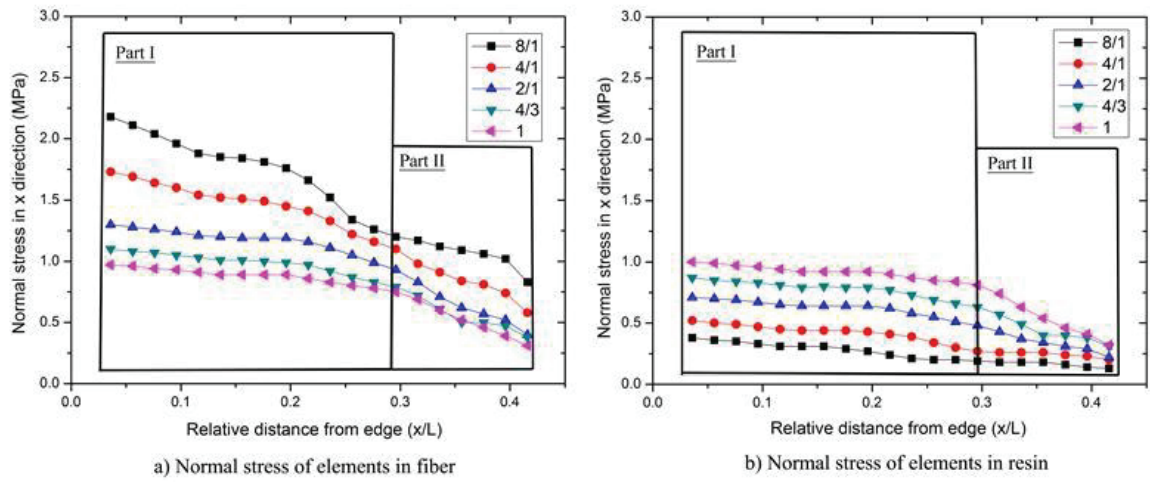 3.0
2.5
2.0
1.5
1.0
0.5
0.0
Normal stress in x direction (MPa)
Part I
Part II
8/1
4/1
2/1
4/3
1
0.0 0.1 0.2 0.3 0.4
Relative distance from edge (x/L)
a) Normal stress of elements in fiber
3.0
2.5
2.0
1.5
1.0
0.5
0.0
Normal stress in x direction (MPa)
Part I
Part II
8/1
4/1
2/1
4/3
1
0.0 0.1 0.2 0.3 0.4
Relative distance from edge (x/L)
b) Normal stress of elements in resin